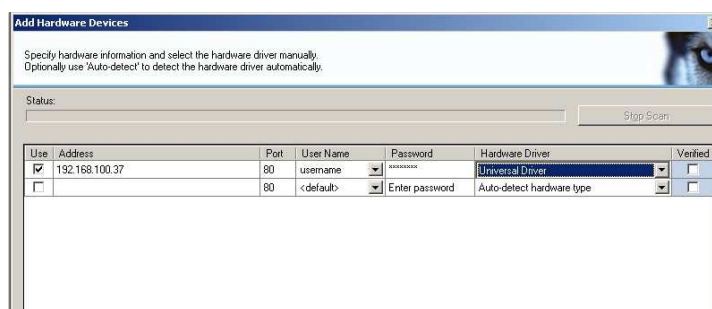 Add Hardware Devices
Specify hardware information and select the hardware driver manually.
Optionally use 'Auto-detect' to detect the hardware driver automatically.
Status:
Stop Scan
Use Address Port User Name Password Hardware Driver Verified
192.168.100.37 80 username ******** Universal Driver
80 <default> Enter password Auto-detect hardware type